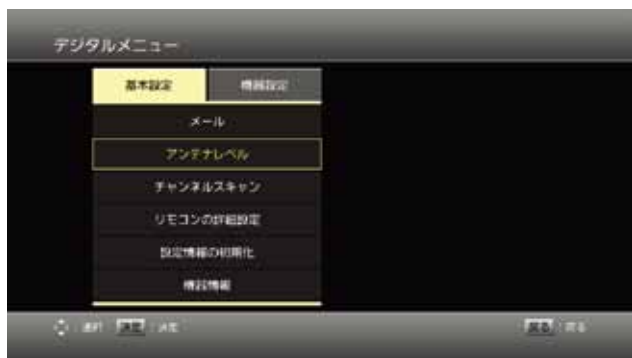 デジタルメニュー
基本設定 機器設定
メール
アンテナレベル
チャンネルスキャン
リモコンの詳細設定
設定情報の初期化
機器情報
:選択 決定:決定 戻る:戻る